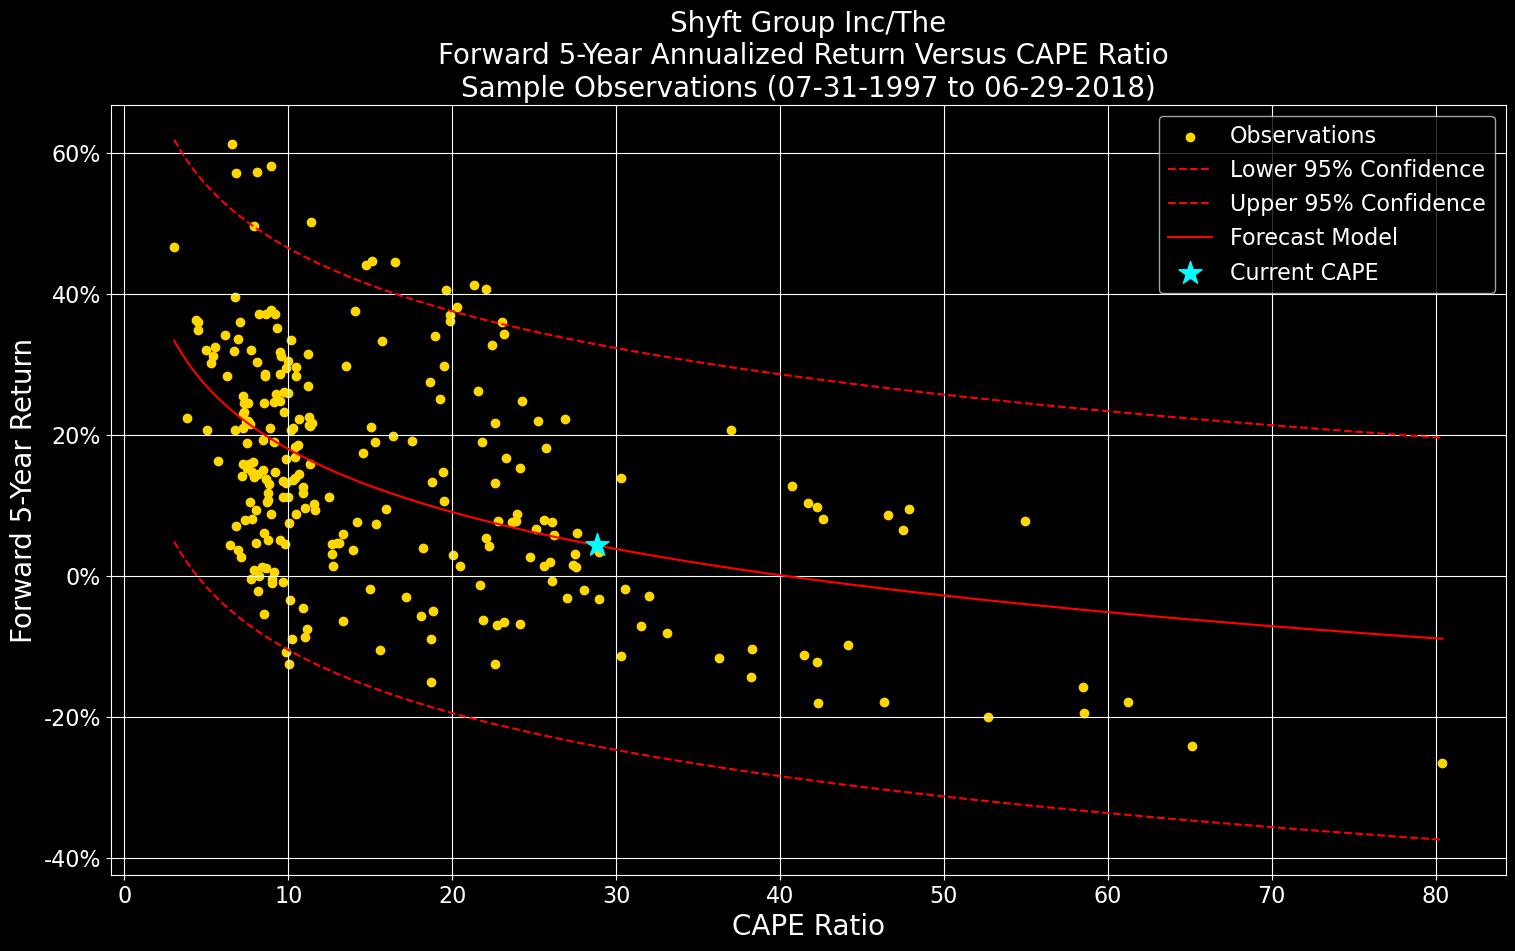 Shyft Group Inc/The
Forward 5-Year Annualized Return Versus CAPE Ratio
Sample Observations (07-31-1997 to 06-29-2018)
Observations
Lower 95% Confidence
Upper 95% Confidence
Forecast Model
Current CAPE
Forward 5-Year Return
60%
40%
20%
0%
-20%
-40%
0 10 20 30 40 50 60 70 80
CAPE Ratio